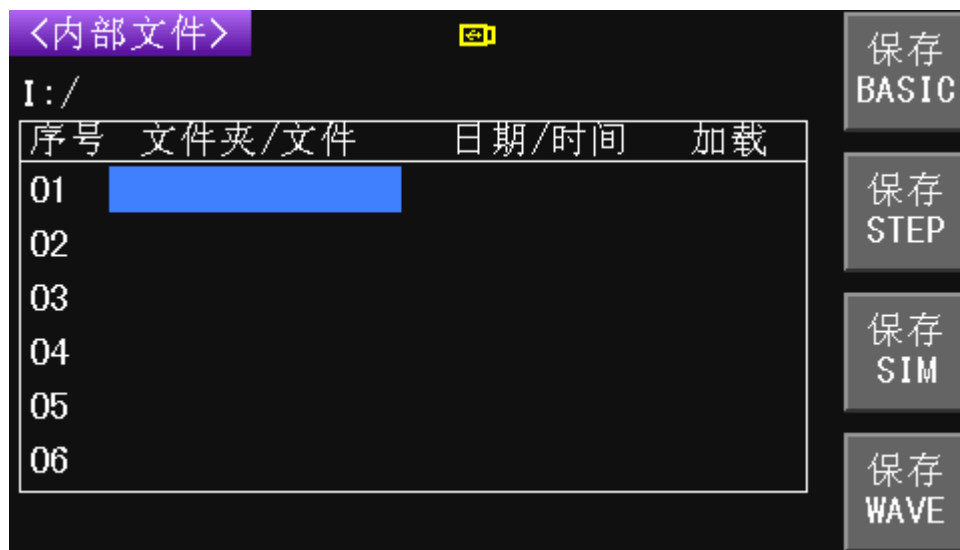 <内部文件>
I:/
序号 文件夹/文件 日期/时间 加载
01
02
03
04
05
06
保存
BASIC
保存
STEP
保存
SIM
保存
WAVE